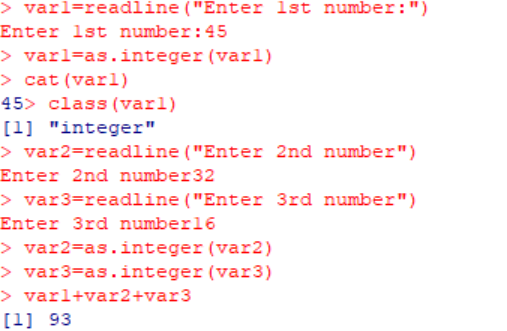 > var1=readline("Enter 1st number:")
Enter 1st number:45
> var1=as.integer(var1)
> cat(var1)
45> class(var1)
[1] "integer"
> var2=readline("Enter 2nd number")
Enter 2nd number32
> var3=readline("Enter 3rd number")
Enter 3rd number16
> var2=as.integer(var2)
> var3=as.integer(var3)
> var1+var2+var3
[1] 93